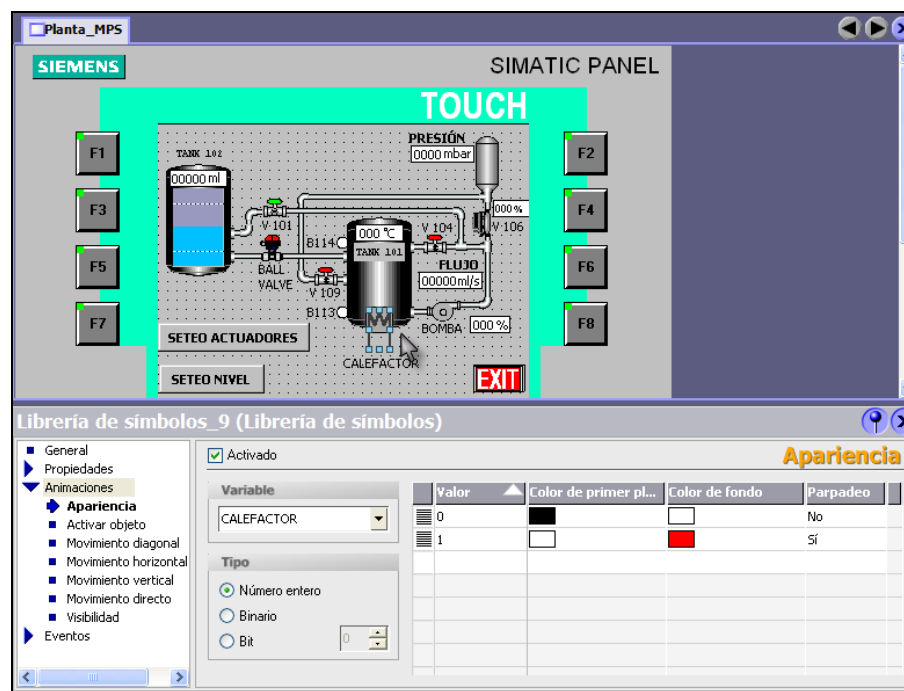 Planta_MPS
SIEMENS
SIMATIC PANEL
TOUCH
PRESIÓN
F1
TANK 102
0000 mbar
F2
00000 ml
F3
000 %
F4
V 101
000 °C
V 104
V 106
B114
TANK 101
F5
BALL
VALVE
FLUJO
F6
V 109
00000ml/s
F7
B113
BOMBA
000 %
F8
SETEO ACTUADORES
CALEFACTOR
SETEO NIVEL
EXIT
Librería de símbolos_9 (Librería de símbolos)
General
Propiedades
Animaciones
Apariencia
Activar objeto
Movimiento diagonal
Movimiento horizontal
Movimiento vertical
Movimiento directo
Visibilidad
Eventos
Activado
Apariencia
Variable
CALEFACTOR
Tipo
Número entero
Binario
Bit
0
Valor Color de primer pl... Color de fondo Parpadeo
0 No
1 Sí